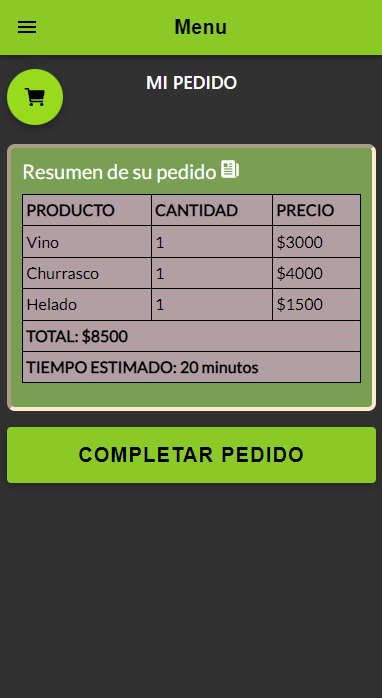 Menu
MI PEDIDO
Resumen de su pedido
PRODUCTO CANTIDAD PRECIO
Vino 1 $3000
Churrasco 1 $4000
Helado 1 $1500
TOTAL: $8500
TIEMPO ESTIMADO: 20 minutos
COMPLETAR PEDIDO